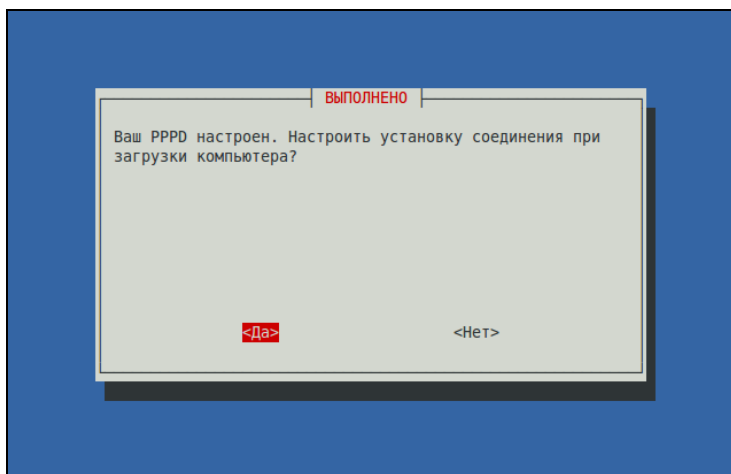 ВЫПОЛНЕНО
Ваш PPPD настроен. Настроить установку соединения при
загрузки компьютера?
<Да> <Нет>